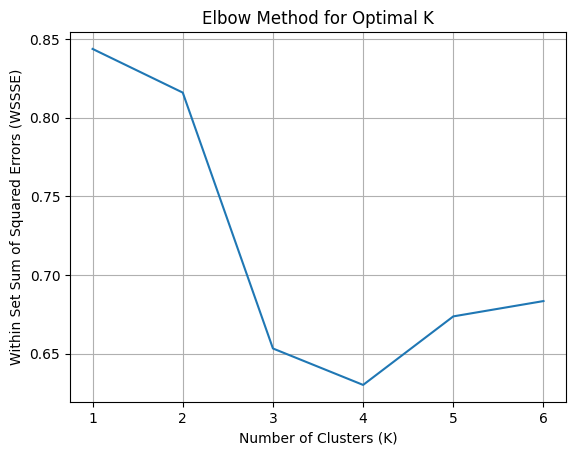 Elbow Method for Optimal K
Within Set Sum of Squared Errors (WSSSE)
0.85
0.80
0.75
0.70
0.65
1 2 3 4 5 6
Number of Clusters (K)